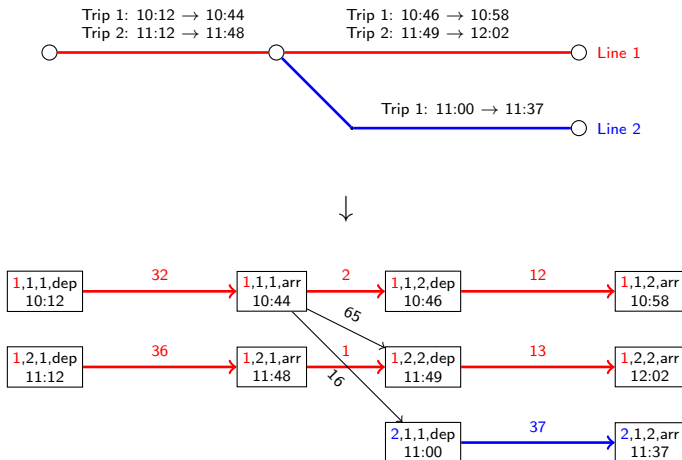 Trip 1: 10:12 → 10:44
Trip 2: 11:12 → 11:48
Trip 1: 10:46 → 10:58
Trip 2: 11:49 → 12:02
Line 1
Trip 1: 11:00 → 11:37
Line 2
1,1,1,dep
10:12
32
1,1,1,arr
10:44
2
1,1,2,dep
10:46
12
1,1,2,arr
10:58
65
1,2,1,dep
11:12
36
1,2,1,arr
11:48
1
1,2,2,dep
11:49
13
1,2,2,arr
12:02
16
2,1,1,dep
11:00
37
2,1,2,arr
11:37